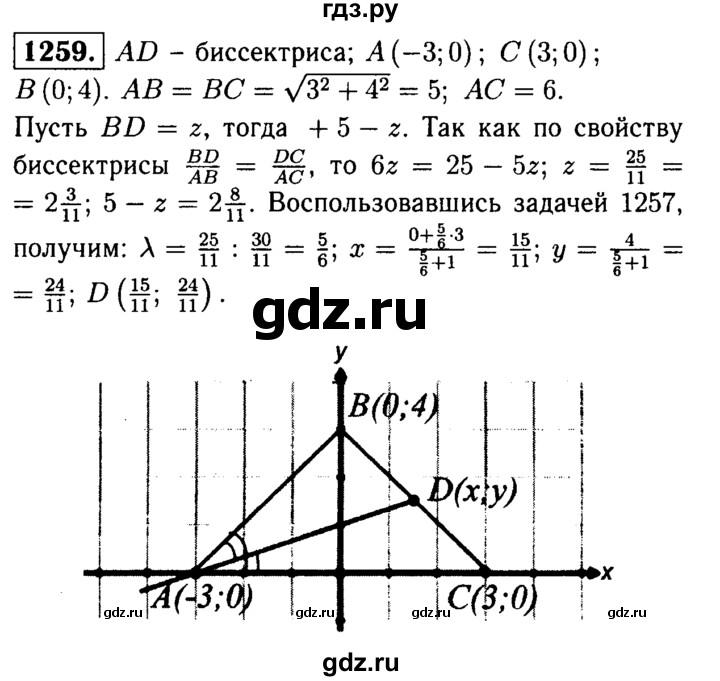 гдз.ру
1259. AD – биссектриса; A (−3; 0) ; C (3; 0) ;
B (0; 4). AB = BC = √(3² + 4²) = 5; AC = 6.
Пусть BD = z, тогда + 5 − z. Так как по свойству
биссектрисы BD/AB = DC/AC, то 6z = 25 − 5z; z = 25/11 =
= 2 3/11; 5 − z = 2 8/11. Воспользовавшись задачей 1257,
получим: λ = 25/11 : 30/11 = 5/6; x = (0+5/6·3)/(5/6+1) = 15/11; y = 4/(5/6+1) =
= 24/11; D (15/11; 24/11) .
gdz.ru
y
B(0;4)
D(x;y)
x
A(-3;0)
C(3;0)
gdz.ru gdz.ru gdz.ru gdz.ru
gdz.ru